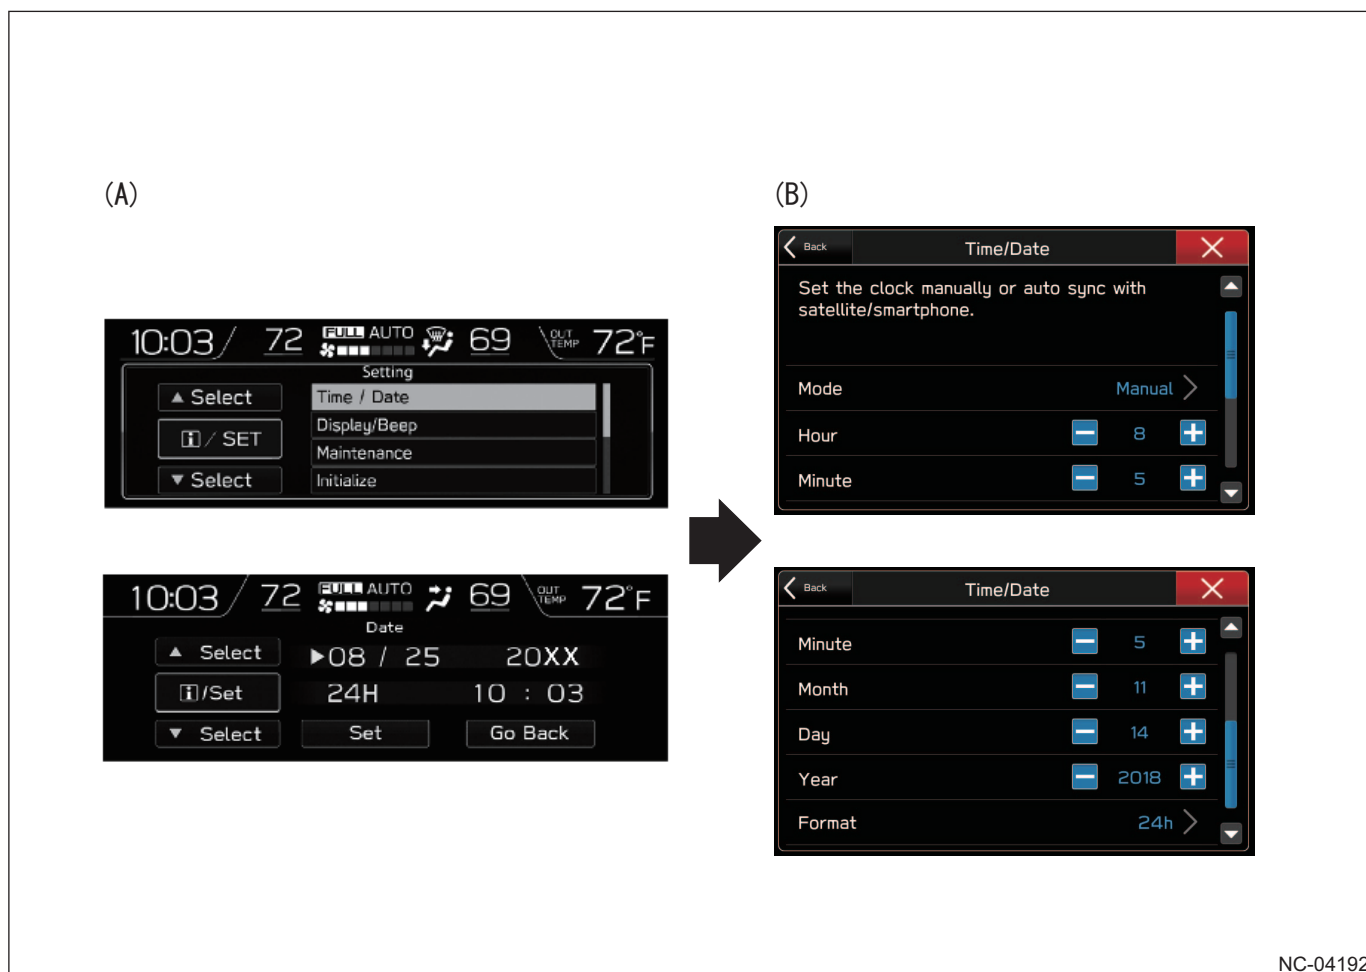 (A)
10:03 72 FULL AUTO 69 OUT TEMP 72°F
Setting
▲ Select
i / SET
▼ Select
Time / Date
Display/Beep
Maintenance
Initialize
10:03 72 FULL AUTO 69 OUT TEMP 72°F
Date
▲ Select
i/Set
▼ Select
▶08 / 25 20XX
24H 10 : 03
Set Go Back
(B)
Back Time/Date
Set the clock manually or auto sync with
satellite/smartphone.
Mode Manual
Hour 8
Minute 5
Back Time/Date
Minute 5
Month 11
Day 14
Year 2018
Format 24h
NC-04192